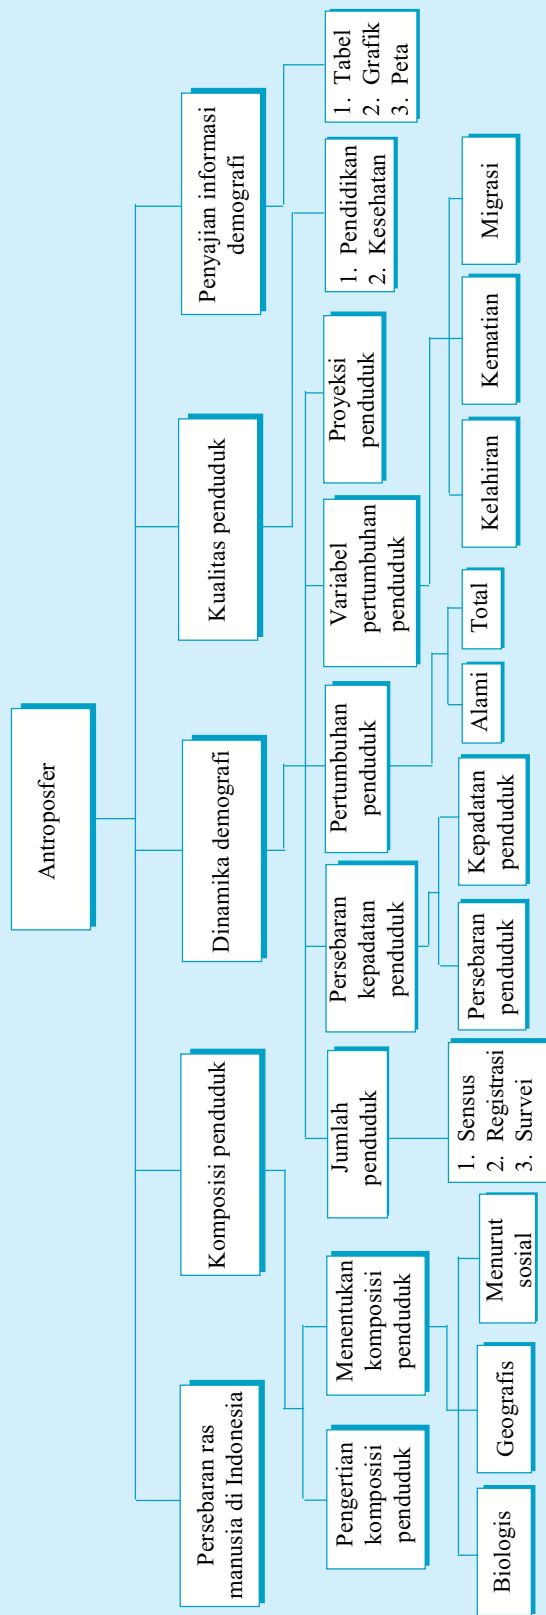 Antroposfer
Persebaran ras
manusia di Indonesia
Komposisi penduduk
Dinamika demografi
Kualitas penduduk
Penyajian informasi
demografi
Pengertian
komposisi
penduduk
Menentukan
komposisi
penduduk
Jumlah
penduduk
Persebaran
kepadatan
penduduk
Pertumbuhan
penduduk
Variabel
pertumbuhan
penduduk
Proyeksi
penduduk
1. Pendidikan
2. Kesehatan
1. Tabel
2. Grafik
3. Peta
Biologis
Geografis
Menurut
sosial
1. Sensus
2. Registrasi
3. Survei
Persebaran
penduduk
Kepadatan
penduduk
Alami
Total
Kelahiran
Kematian
Migrasi